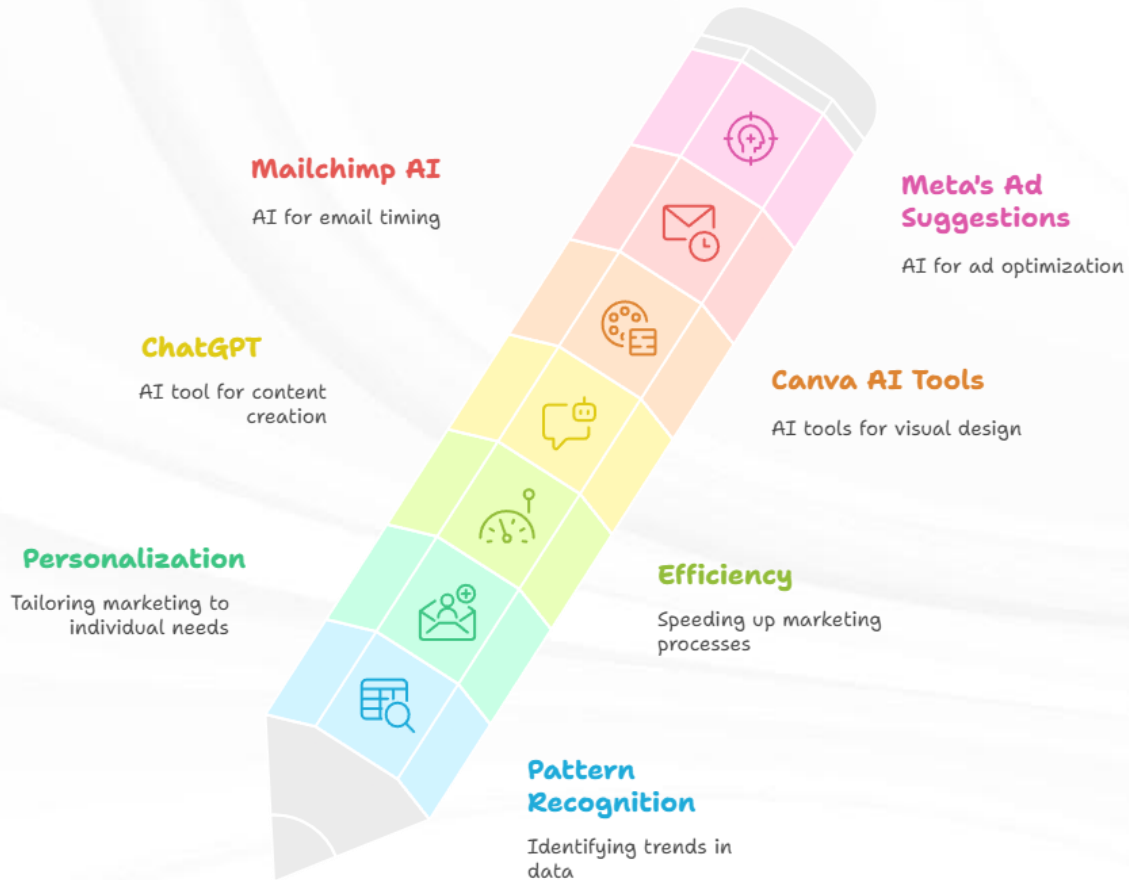 Mailchimp AI
AI for email timing
Meta's Ad
Suggestions
AI for ad optimization
ChatGPT
AI tool for content
creation
Canva AI Tools
AI tools for visual design
Personalization
Tailoring marketing to
individual needs
Efficiency
Speeding up marketing
processes
Pattern
Recognition
Identifying trends in
data